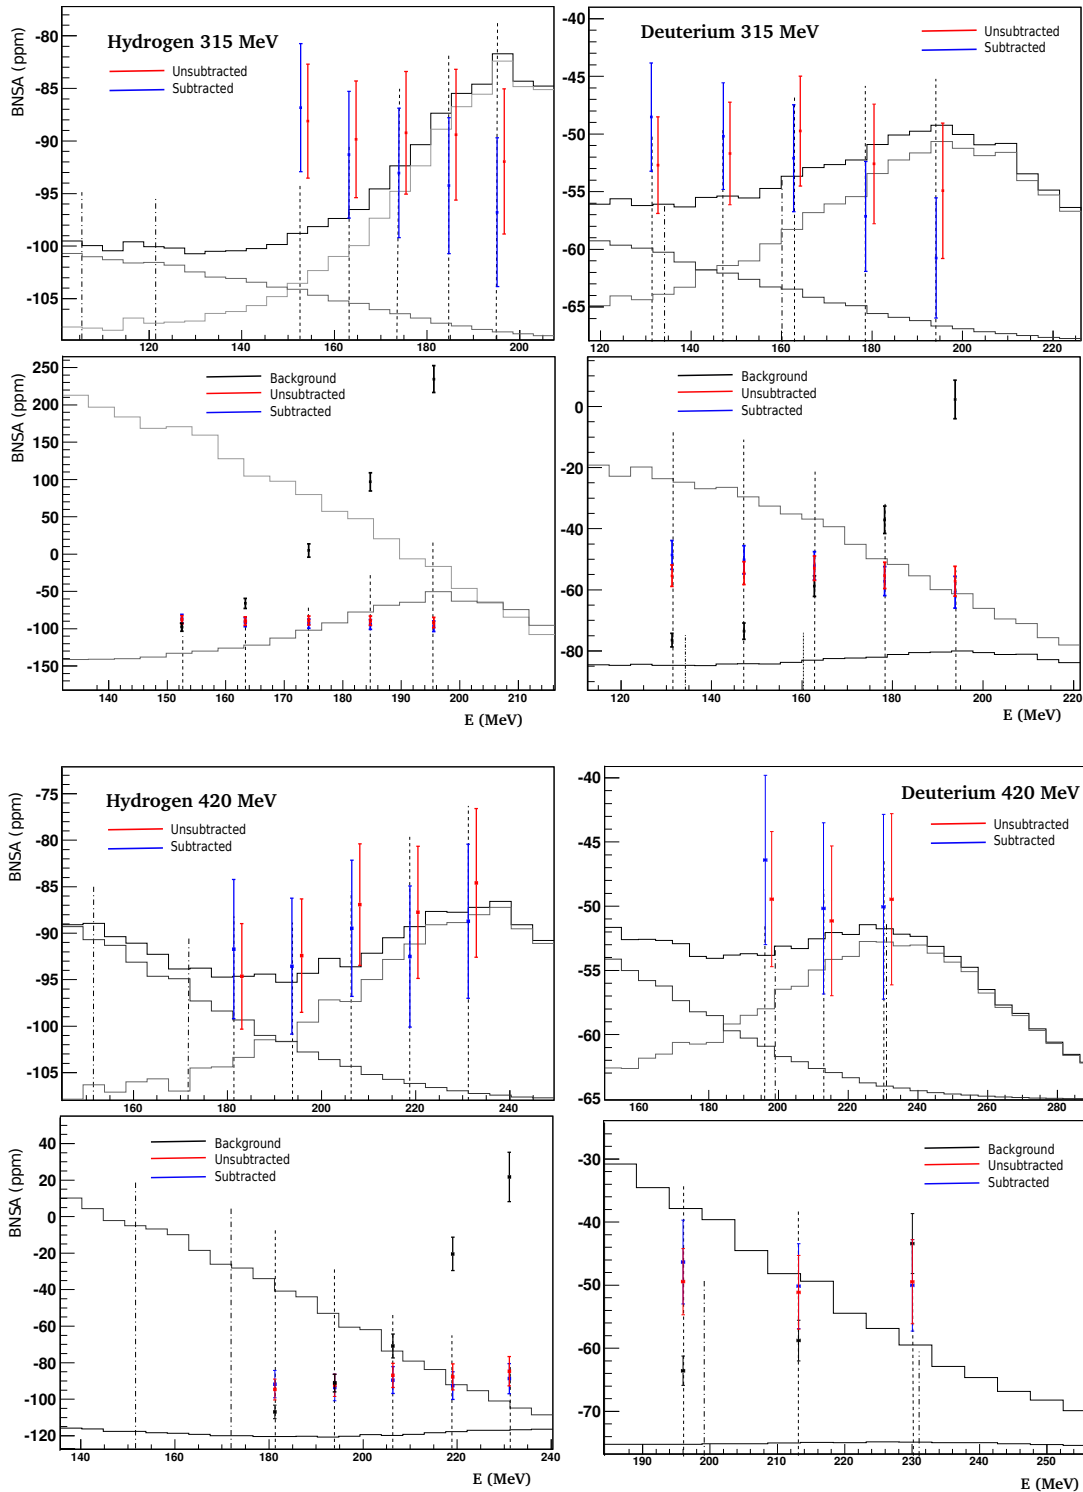 Hydrogen 315 MeV
Unsubtracted
Subtracted
BNSA (ppm)
-80
-85
-90
-95
-100
-105
120 140 160 180 200
Deuterium 315 MeV
Unsubtracted
Subtracted
-40
-45
-50
-55
-60
-65
120 140 160 180 200 220
Background
Unsubtracted
Subtracted
BNSA (ppm)
250
200
150
100
50
0
-50
-100
-150
140 150 160 170 180 190 200 210
E (MeV)
Background
Unsubtracted
Subtracted
0
-20
-40
-60
-80
120 140 160 180 200 220
E (MeV)
Hydrogen 420 MeV
Unsubtracted
Subtracted
BNSA (ppm)
-75
-80
-85
-90
-95
-100
-105
160 180 200 220 240
Deuterium 420 MeV
Unsubtracted
Subtracted
-40
-45
-50
-55
-60
-65
160 180 200 220 240 260 280
Background
Unsubtracted
Subtracted
BNSA (ppm)
40
20
0
-20
-40
-60
-80
-100
-120
140 160 180 200 220 240
E (MeV)
Background
Unsubtracted
Subtracted
-30
-40
-50
-60
-70
190 200 210 220 230 240 250
E (MeV)